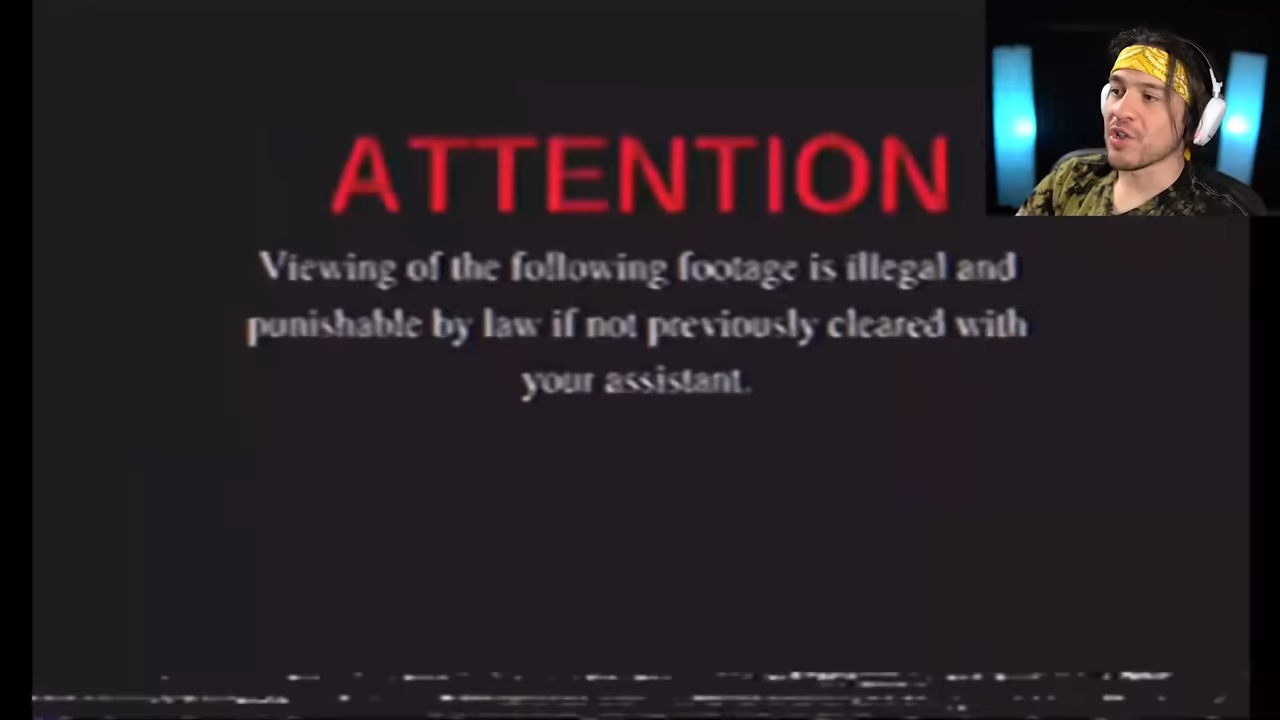 ATTENTION
Viewing of the following footage is illegal and
punishable by law if not previously cleared with
your assistant.